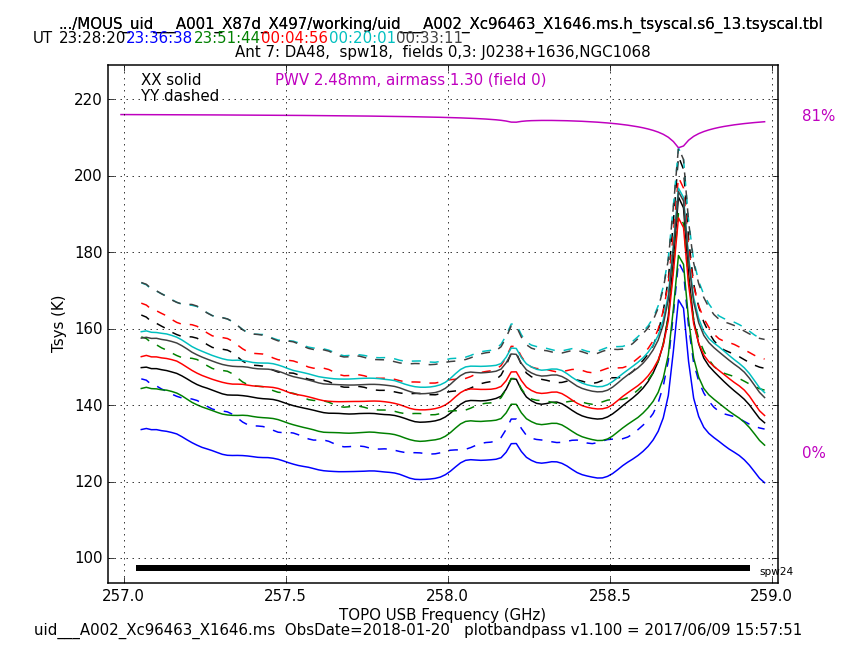 .../MOUS_uid___A001_X87d_X497/working/uid___A002_Xc96463_X1646.ms.h_tsyscal.s6_13.tsyscal.tbl
UT 23:28:20 23:36:38 23:51:44 00:04:56 00:20:01 00:33:11
Ant 7: DA48, spw18, fields 0,3: J0238+1636,NGC1068
XX solid PWV 2.48mm, airmass 1.30 (field 0)
YY dashed
220
81%
200
180
Tsys (K)
160
140
0%
120
100
spw24
257.0 257.5 258.0 258.5 259.0
TOPO USB Frequency (GHz)
uid___A002_Xc96463_X1646.ms ObsDate=2018-01-20 plotbandpass v1.100 = 2017/06/09 15:57:51